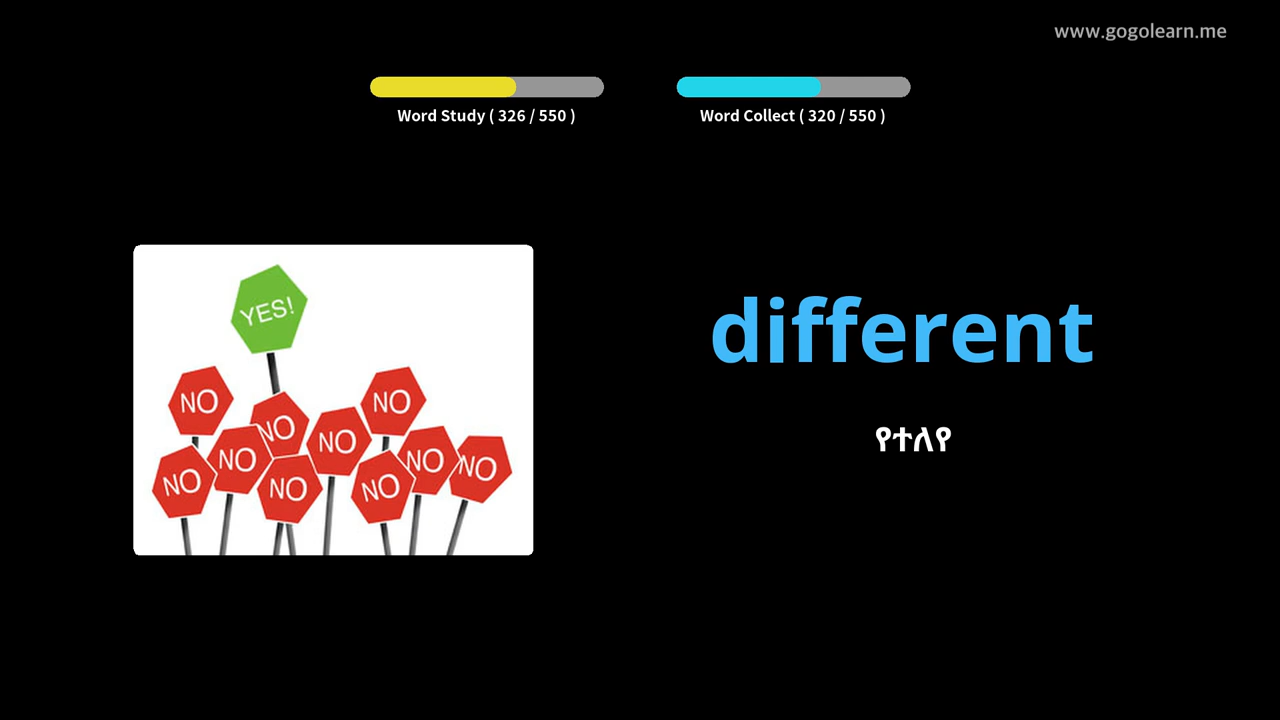 www.gogolearn.me
Word Study ( 326 / 550 )
Word Collect ( 320 / 550 )
YES!
NO
NO
NO
NO
NO
NO
NO
NO
NO
NO
different
የተለየ